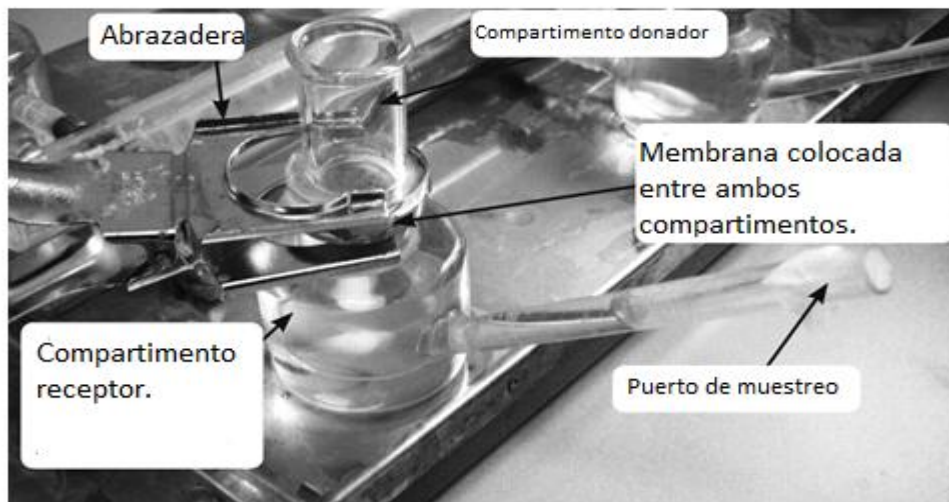 Abrazadera
Compartimento donador
Membrana colocada
entre ambos
compartimentos.
Compartimento
receptor.
Puerto de muestreo